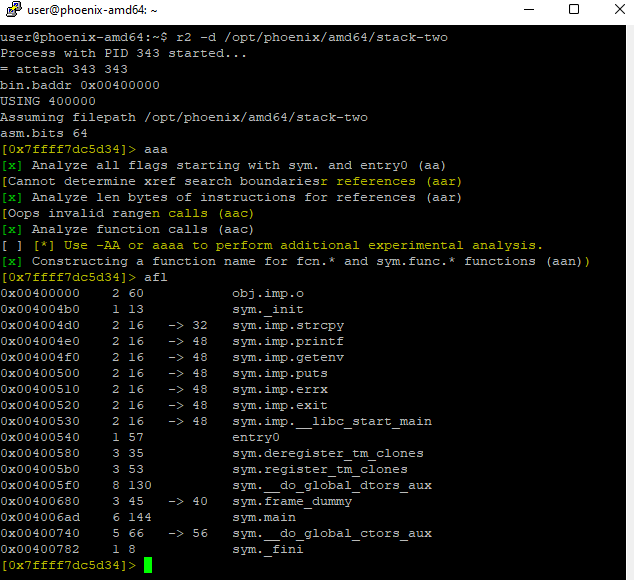 user@phoenix-amd64: ~
user@phoenix-amd64:~$ r2 -d /opt/phoenix/amd64/stack-two
Process with PID 343 started...
= attach 343 343
bin.baddr 0x00400000
USING 400000
Assuming filepath /opt/phoenix/amd64/stack-two
asm.bits 64
[0x7ffff7dc5d34]> aaa
[x] Analyze all flags starting with sym. and entry0 (aa)
[Cannot determine xref search boundariesr references (aar)
[x] Analyze len bytes of instructions for references (aar)
[Oops invalid rangen calls (aac)
[x] Analyze function calls (aac)
[ ] [*] Use -AA or aaaa to perform additional experimental analysis.
[x] Constructing a function name for fcn.* and sym.func.* functions (aan))
[0x7ffff7dc5d34]> afl
0x00400000    2 60           obj.imp.o
0x004004b0    1 13           sym._init
0x004004d0    2 16   -> 32   sym.imp.strcpy
0x004004e0    2 16   -> 48   sym.imp.printf
0x004004f0    2 16   -> 48   sym.imp.getenv
0x00400500    2 16   -> 48   sym.imp.puts
0x00400510    2 16   -> 48   sym.imp.errx
0x00400520    2 16   -> 48   sym.imp.exit
0x00400530    2 16   -> 48   sym.imp.__libc_start_main
0x00400540    1 57           entry0
0x00400580    3 35           sym.deregister_tm_clones
0x004005b0    3 53           sym.register_tm_clones
0x004005f0    8 130          sym.__do_global_dtors_aux
0x00400680    3 45   -> 40   sym.frame_dummy
0x004006ad    6 144          sym.main
0x00400740    5 66   -> 56   sym.__do_global_ctors_aux
0x00400782    1 8            sym._fini
[0x7ffff7dc5d34]>